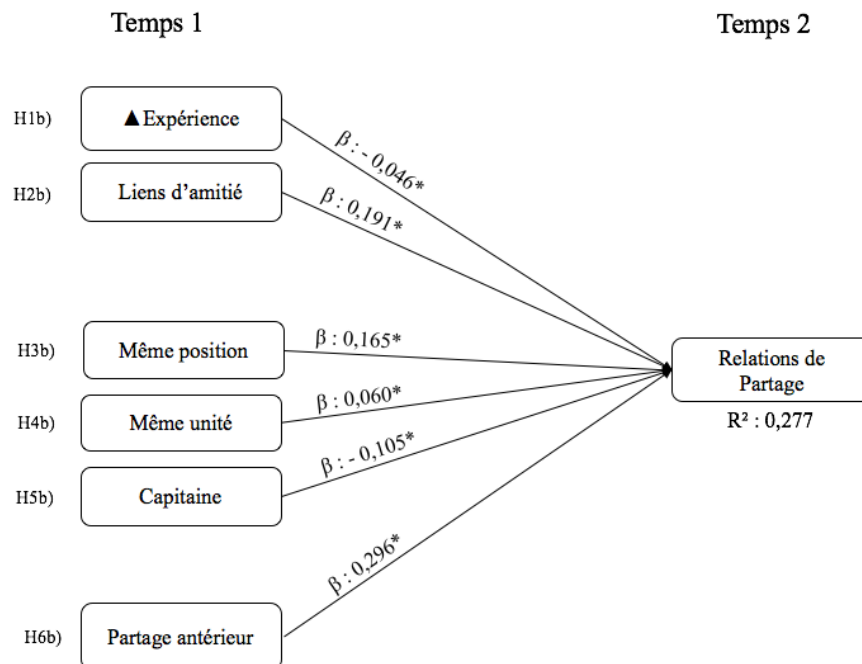 Temps 1
Temps 2
H1b)
▲Expérience
β : - 0,046*
H2b)
Liens d'amitié
β : 0,191*
H3b)
Même position
β : 0,165*
H4b)
Même unité
β : 0,060*
H5b)
Capitaine
β : - 0,105*
H6b)
Partage antérieur
β : 0,296*
Relations de
Partage
R² : 0,277